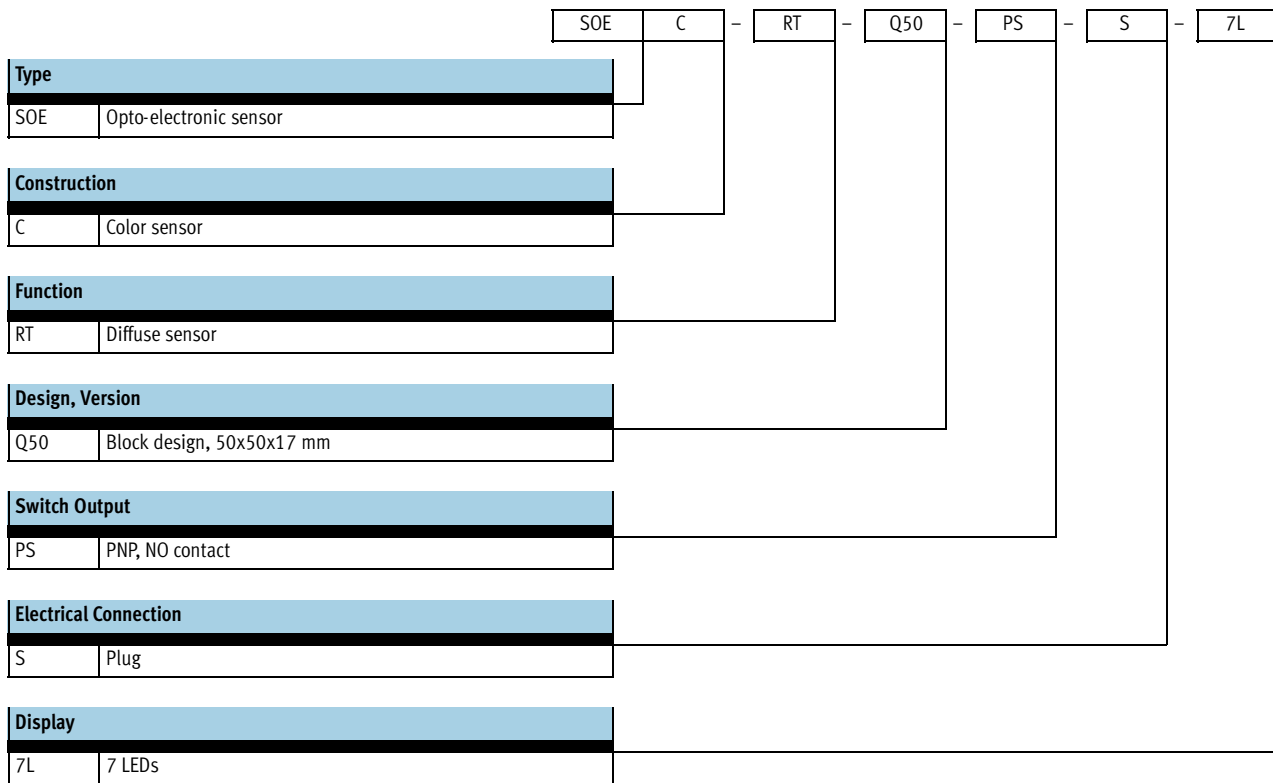 SOE C – RT – Q50 – PS – S – 7L
Type
SOE Opto-electronic sensor
Construction
C Color sensor
Function
RT Diffuse sensor
Design, Version
Q50 Block design, 50x50x17 mm
Switch Output
PS PNP, NO contact
Electrical Connection
S Plug
Display
7L 7 LEDs